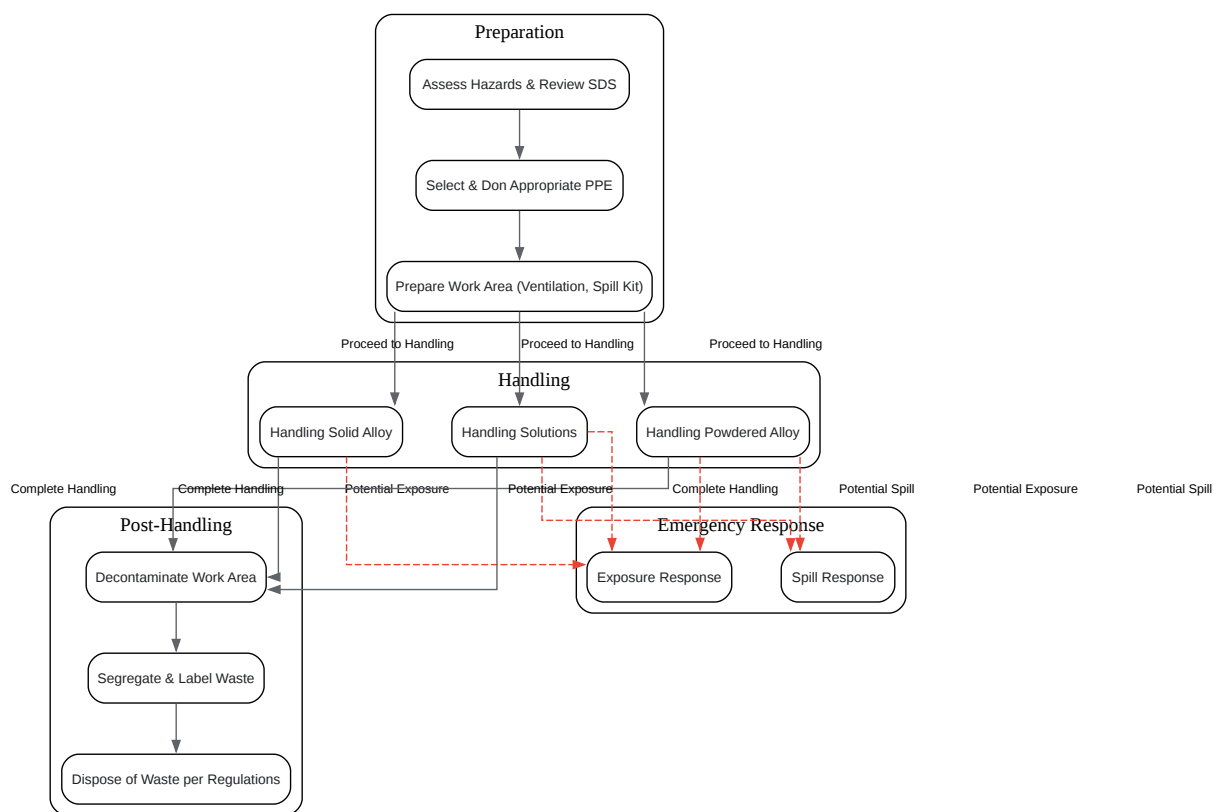 Preparation
Assess Hazards & Review SDS
Select & Don Appropriate PPE
Prepare Work Area (Ventilation, Spill Kit)
Proceed to Handling
Proceed to Handling
Proceed to Handling
Handling
Handling Solid Alloy
Handling Solutions
Handling Powdered Alloy
Complete Handling
Complete Handling
Potential Exposure
Potential Exposure
Complete Handling
Potential Spill
Potential Exposure
Potential Spill
Post-Handling
Emergency Response
Decontaminate Work Area
Exposure Response
Spill Response
Segregate & Label Waste
Dispose of Waste per Regulations